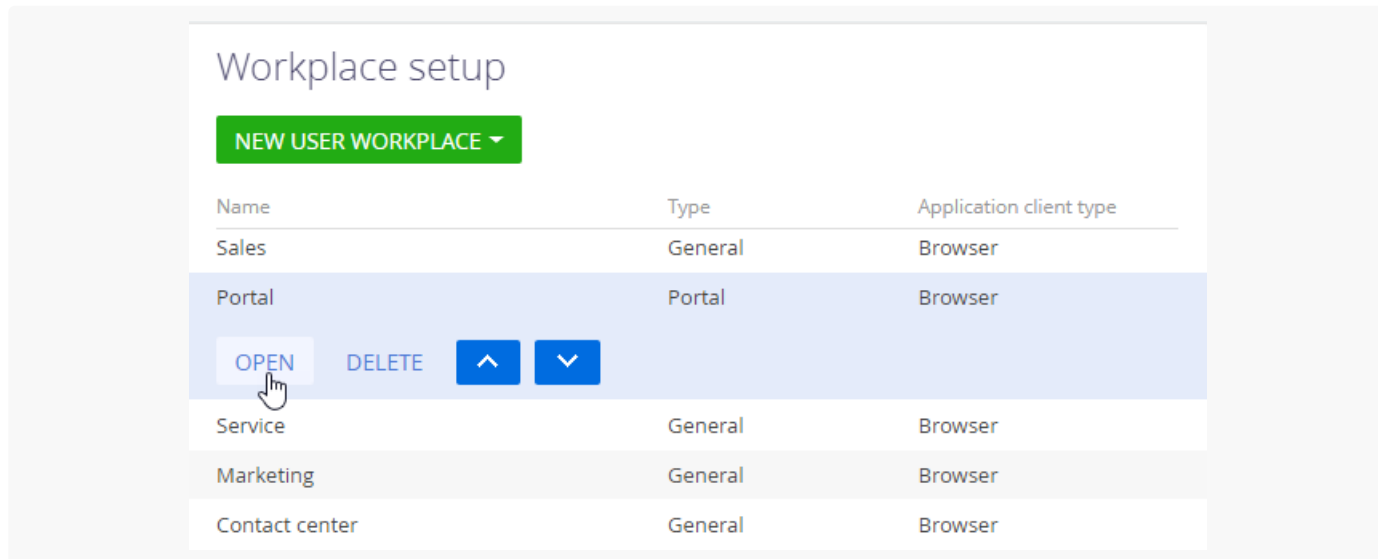 Workplace setup
NEW USER WORKPLACE
Name Type Application client type
Sales General Browser
Portal Portal Browser
OPEN DELETE
Service General Browser
Marketing General Browser
Contact center General Browser